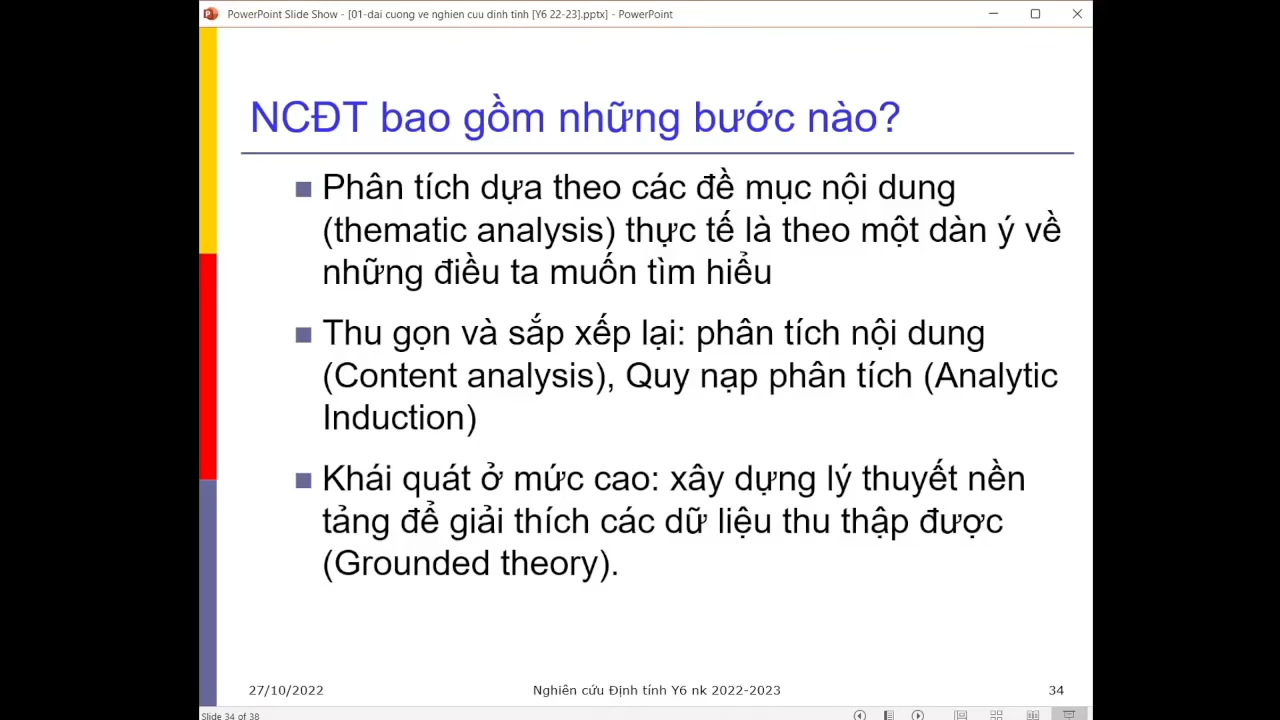 PowerPoint Slide Show - [01-dai cuong ve nghien cuu dinh tinh [Y6 22-23].pptx] - PowerPoint
NCĐT bao gồm những bước nào?
Phân tích dựa theo các đề mục nội dung
(thematic analysis) thực tế là theo một dàn ý về
những điều ta muốn tìm hiểu
Thu gọn và sắp xếp lại: phân tích nội dung
(Content analysis), Quy nạp phân tích (Analytic
Induction)
Khái quát ở mức cao: xây dựng lý thuyết nền
tảng để giải thích các dữ liệu thu thập được
(Grounded theory).
27/10/2022 Nghiên cứu Định tính Y6 nk 2022-2023 34
Slide 34 of 38